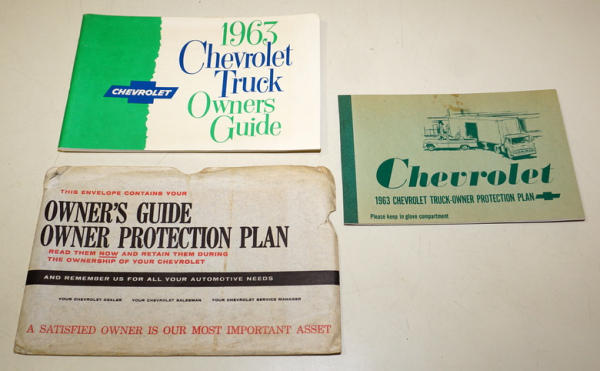 1963
Chevrolet
Truck
Owners
Guide
CHEVROLET
Chevrolet
1963 CHEVROLET TRUCK-OWNER PROTECTION PLAN
Please keep in glove compartment
THIS ENVELOPE CONTAINS YOUR
OWNER'S GUIDE
OWNER PROTECTION PLAN
READ THEM NOW AND RETAIN THEM DURING
THE OWNERSHIP OF YOUR CHEVROLET
AND REMEMBER US FOR ALL YOUR AUTOMOTIVE NEEDS
YOUR CHEVROLET DEALER YOUR CHEVROLET SALESMAN YOUR CHEVROLET SERVICE MANAGER
A SATISFIED OWNER IS OUR MOST IMPORTANT ASSET